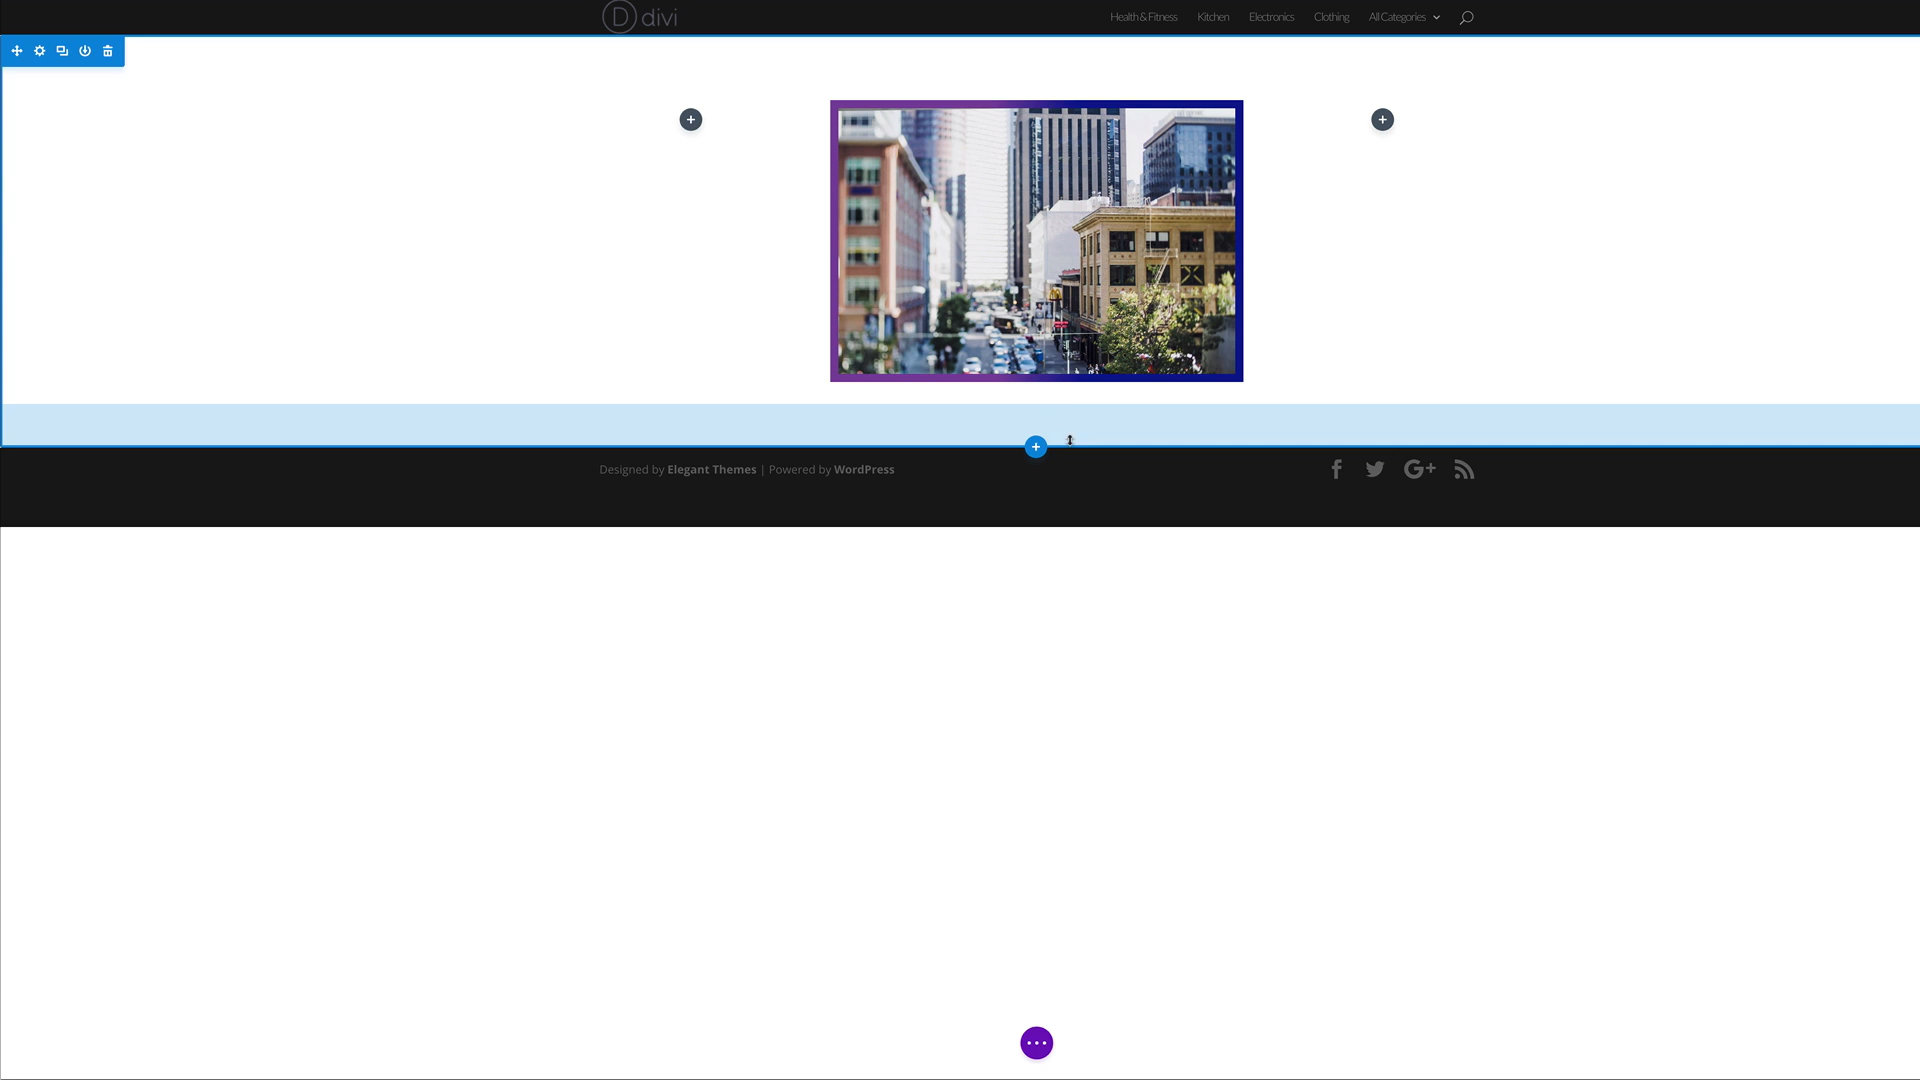 D divi
Health & Fitness Kitchen Electronics Clothing All Categories
Designed by Elegant Themes | Powered by WordPress